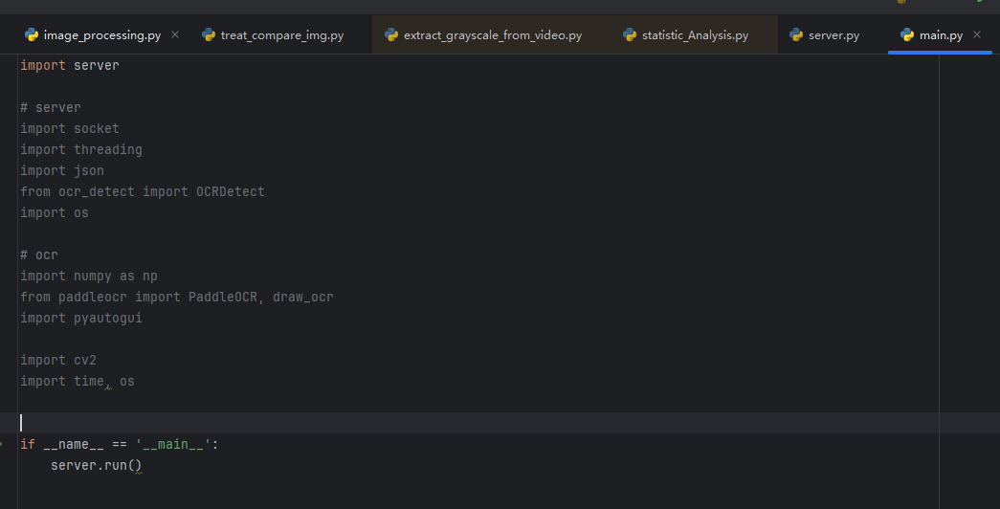 image_processing.py
treat_compare_img.py
extract_grayscale_from_video.py
statistic_Analysis.py
server.py
main.py
import server
# server
import socket
import threading
import json
from ocr_detect import OCRDetect
import os
# ocr
import numpy as np
from paddleocr import PaddleOCR, draw_ocr
import pyautogui
import cv2
import time, os
if __name__ == '__main__':
    server.run()